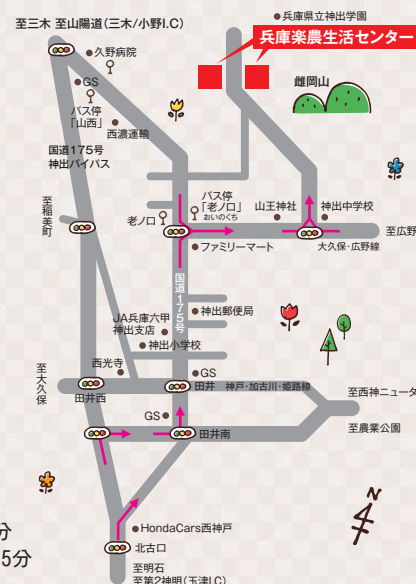 至三木 至山陽道(三木/小野I.C)
兵庫県立神出学園
兵庫楽農生活センター
久野病院
GS
バス停
「山西」
西濃運輸
雌岡山
国道175号
神出バイパス
至稲美町
老ノ口
バス停
「老ノ口」
おいのくち
山王神社
神出中学校
至広野
ファミリーマート
大久保・広野線
国道175号
神出郵便局
JA兵庫六甲
神出支店
神出小学校
西光寺
至大久保
GS
田井西
田井
神戸・加古川・姫路線
至西神ニュータ
GS
田井南
至農業公園
N
分
5分
HondaCars西神戸
北古口
至明石
至第2神明(玉津I.C)